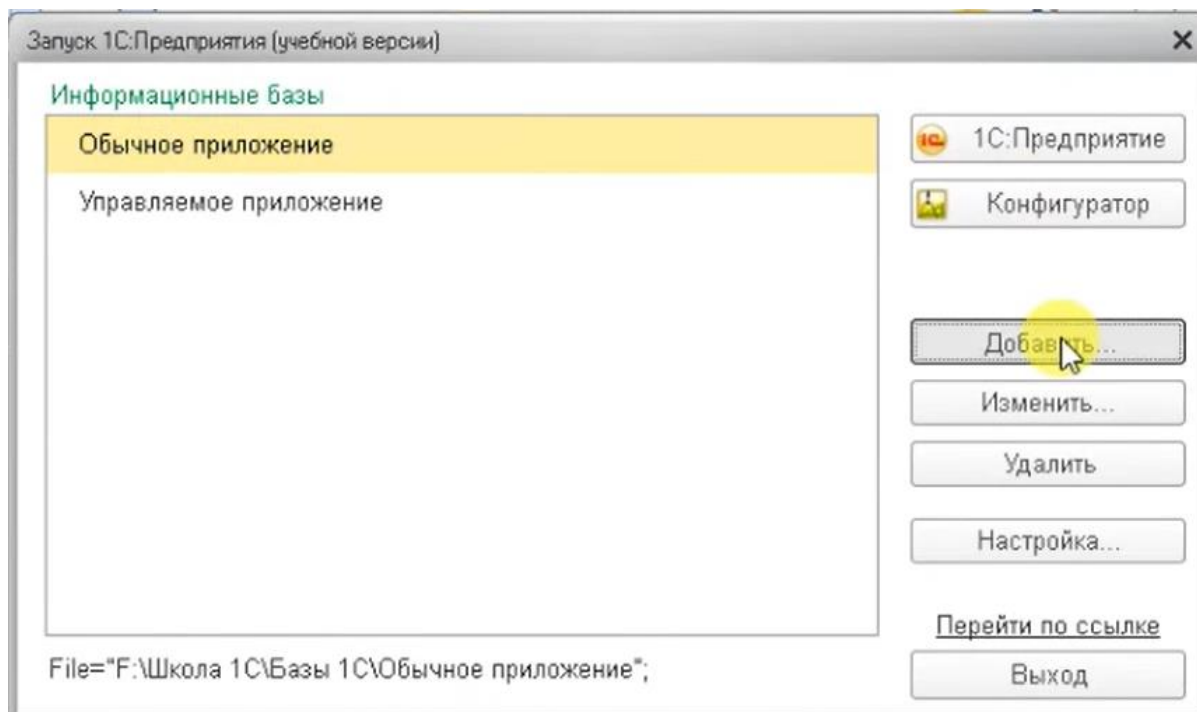 Запуск 1С:Предприятия (учебной версии)
Информационные базы
Обычное приложение
Управляемое приложение
1С:Предприятие
Конфигуратор
Добавить...
Изменить...
Удалить
Настройка...
Перейти по ссылке
Выход
File="F:\Школа 1С\Базы 1С\Обычное приложение";